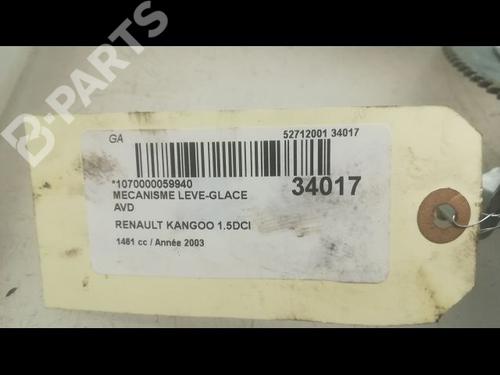 B-PARTS
GA
52712001 34017
*1070000059940
34017
MECANISME LEVE-GLACE
AVD
RENAULT KANGOO 1.5DCI
1461 cc / Année 2003